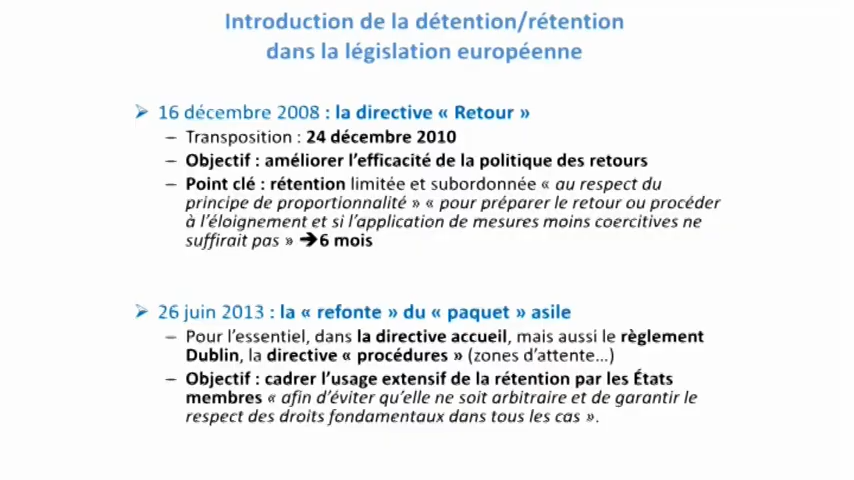 Introduction de la détention/rétention
dans la législation européenne
➢ 16 décembre 2008 : la directive « Retour »
– Transposition : 24 décembre 2010
– Objectif : améliorer l’efficacité de la politique des retours
– Point clé : rétention limitée et subordonnée « au respect du
principe de proportionnalité » « pour préparer le retour ou procéder
à l’éloignement et si l’application de mesures moins coercitives ne
suffirait pas » ➔6 mois
➢ 26 juin 2013 : la « refonte » du « paquet » asile
– Pour l’essentiel, dans la directive accueil, mais aussi le règlement
Dublin, la directive « procédures » (zones d’attente…)
– Objectif : cadrer l’usage extensif de la rétention par les États
membres « afin d’éviter qu’elle ne soit arbitraire et de garantir le
respect des droits fondamentaux dans tous les cas ».